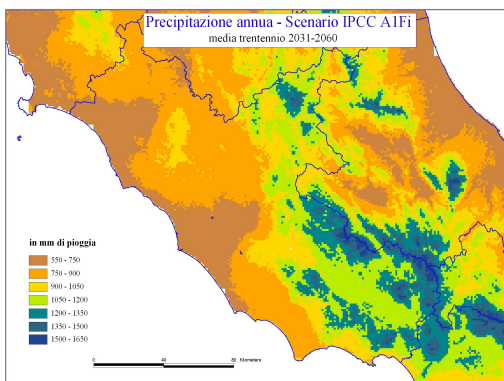 Precipitazione annua - Scenario IPCC A1Fi
media trentennio 2031-2060
in mm di pioggia
550 - 750
750 - 900
900 - 1050
1050 - 1200
1200 - 1350
1350 - 1500
1500 - 1650
0 40 80 Kilometers